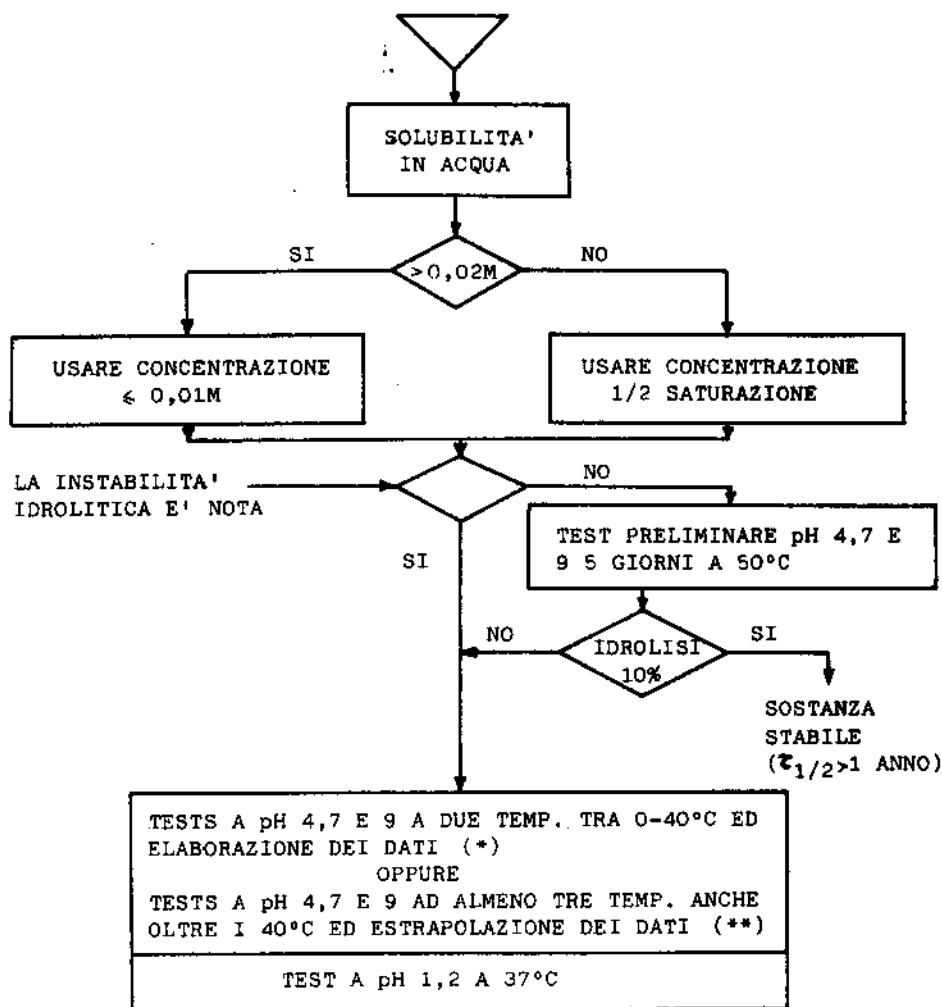 SOLUBILITA'
IN ACQUA
SI
>0,02M
NO
USARE CONCENTRAZIONE
⩽ 0,01M
USARE CONCENTRAZIONE
1/2 SATURAZIONE
LA INSTABILITA'
IDROLITICA E' NOTA
NO
SI
TEST PRELIMINARE pH 4,7 E
9 5 GIORNI A 50°C
NO
IDROLISI
10%
SI
SOSTANZA
STABILE
(τ1/2>1 ANNO)
TESTS A pH 4,7 E 9 A DUE TEMP. TRA 0-40°C ED
ELABORAZIONE DEI DATI (*)
OPPURE
TESTS A pH 4,7 E 9 AD ALMENO TRE TEMP. ANCHE
OLTRE I 40°C ED ESTRAPOLAZIONE DEI DATI (**)
TEST A pH 1,2 A 37°C